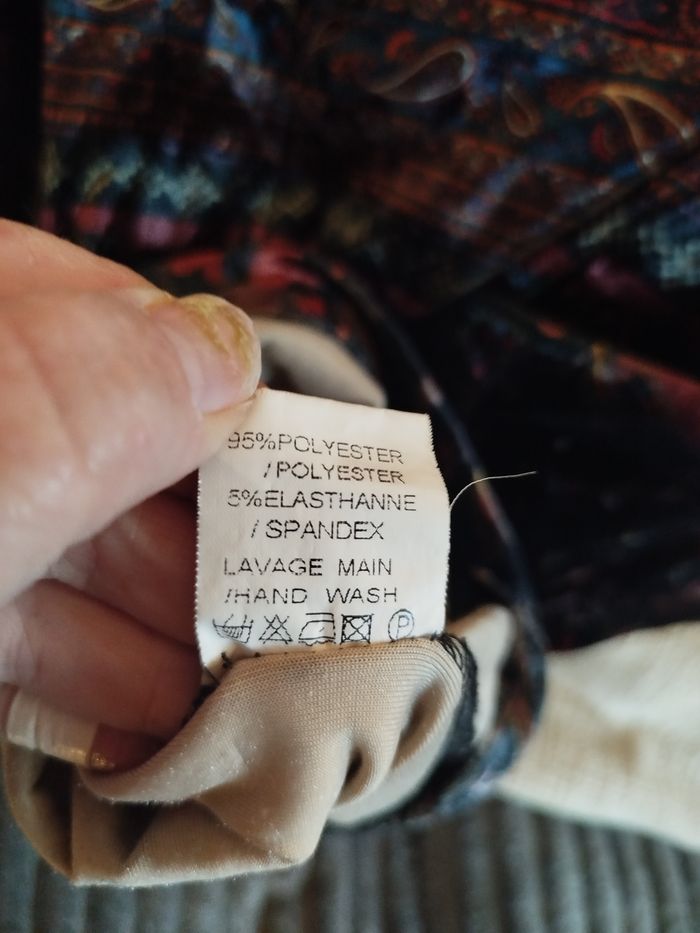 95%POLYESTER
/POLYESTER
5%ELASTHANNE
/SPANDEX
LAVAGE MAIN
/HAND WASH
P